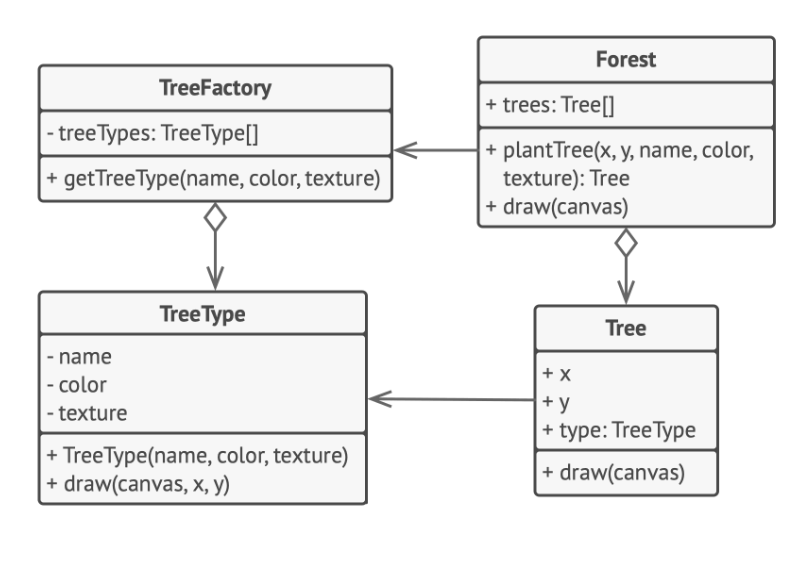 TreeFactory
- treeTypes: TreeType[]
+ getTreeType(name, color, texture)
Forest
+ trees: Tree[]
+ plantTree(x, y, name, color,
texture): Tree
+ draw(canvas)
TreeType
- name
- color
- texture
+ TreeType(name, color, texture)
+ draw(canvas, x, y)
Tree
+ x
+ y
+ type: TreeType
+ draw(canvas)